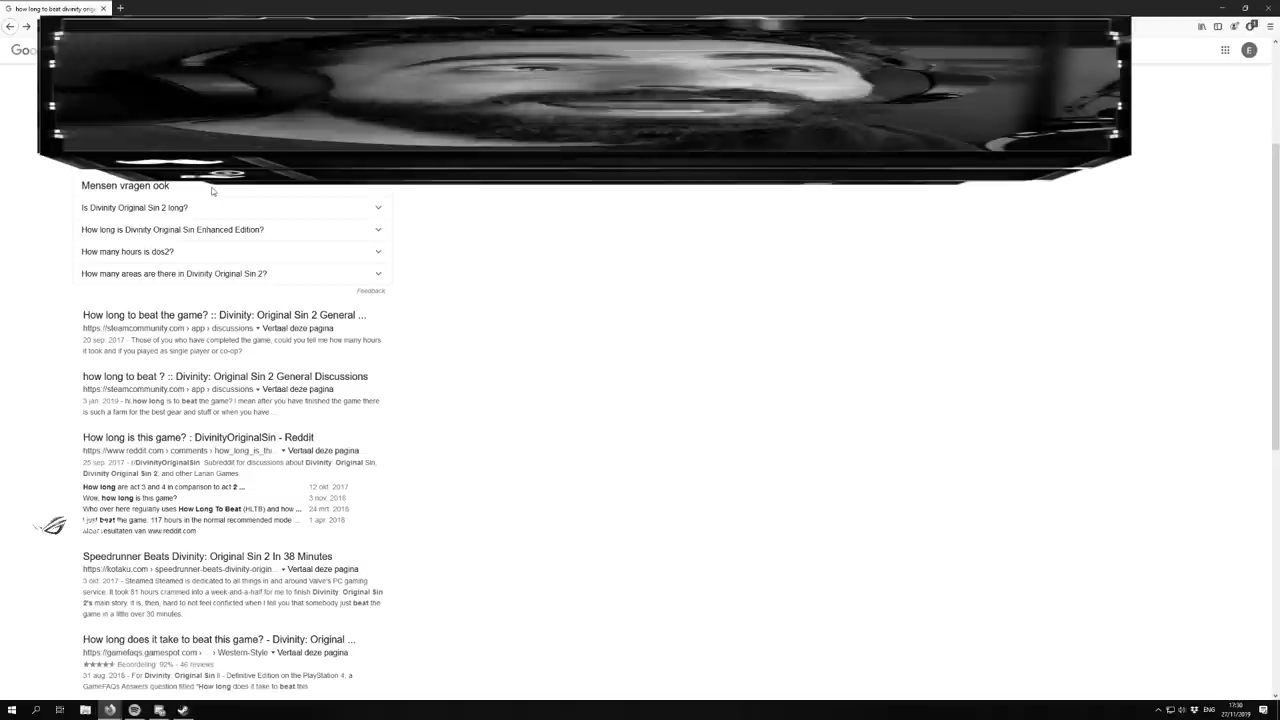 how long to beat divinity origi
Goo
E
Mensen vragen ook
Is Divinity Original Sin 2 long?
How long is Divinity Original Sin Enhanced Edition?
How many hours is dos2?
How many areas are there in Divinity Original Sin 2?
Feedback
How long to beat the game? :: Divinity: Original Sin 2 General ...
https://steamcommunity.com › app › discussions ▾ Vertaal deze pagina
20 sep. 2017 - Those of you who have completed the game, could you tell me how many hours
it took and if you played as single player or co-op?
how long to beat ? :: Divinity: Original Sin 2 General Discussions
https://steamcommunity.com › app › discussions ▾ Vertaal deze pagina
3 jan. 2019 - hi.how long is to beat the game? I mean after you have finished the game there
is such a farm for the best gear and stuff or when you have ...
How long is this game? : DivinityOriginalSin - Reddit
https://www.reddit.com › comments › how_long_is_thi... ▾ Vertaal deze pagina
25 sep. 2017 - r/DivinityOriginalSin: Subreddit for discussions about Divinity: Original Sin,
Divinity Original Sin 2, and other Larian Games.
How long are act 3 and 4 in comparison to act 2 ... 12 okt. 2017
Wow, how long is this game? 3 nov. 2018
Who over here regularly uses How Long To Beat (HLTB) and how ... 24 mrt. 2018
I just beat the game. 117 hours in the normal recommended mode ... 1 apr. 2018
Meer resultaten van www.reddit.com
Speedrunner Beats Divinity: Original Sin 2 In 38 Minutes
https://kotaku.com › speedrunner-beats-divinity-origin... ▾ Vertaal deze pagina
3 okt. 2017 - Steamed Steamed is dedicated to all things in and around Valve's PC gaming
service. It took 81 hours crammed into a week-and-a-half for me to finish Divinity: Original Sin
2's main story. It is, then, hard to not feel conflicted when I tell you that somebody just beat the
game in a little over 30 minutes.
How long does it take to beat this game? - Divinity: Original ...
https://gamefaqs.gamespot.com › ... › Western-Style ▾ Vertaal deze pagina
Beoordeling: 92% - 46 reviews
31 aug. 2018 - For Divinity: Original Sin II - Definitive Edition on the PlayStation 4, a
GameFAQs Answers question titled "How long does it take to beat this
ENG
17:30
27/11/2019